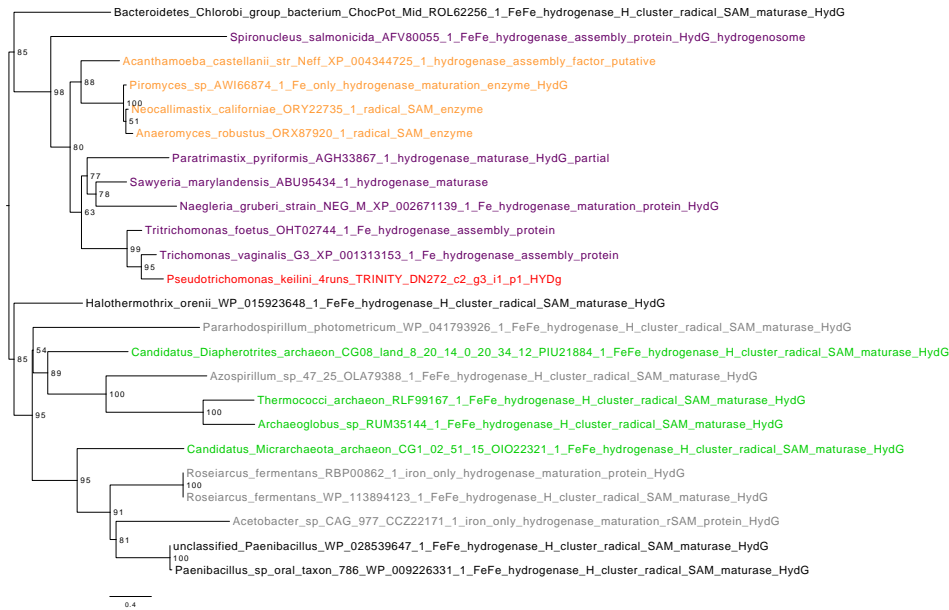 Bacteroidetes_Chlorobi_group_bacterium_ChocPot_Mid_ROL62256_1_FeFe_hydrogenase_H_cluster_radical_SAM_maturase_HydG
85
Spironucleus_salmonicida_AFV80055_1_FeFe_hydrogenase_assembly_protein_HydG_hydrogenosome
98
Acanthamoeba_castellanii_str_Neff_XP_004344725_1_hydrogenase_assembly_factor_putative
88
Piromyces_sp_AWI66874_1_Fe_only_hydrogenase_maturation_enzyme_HydG
100
Neocallimastix_californiae_ORY22735_1_radical_SAM_enzyme
51
Anaeromyces_robustus_ORX87920_1_radical_SAM_enzyme
80
Paratrimastix_pyriformis_AGH33867_1_hydrogenase_maturase_HydG_partial
77
Sawyeria_marylandensis_ABU95434_1_hydrogenase_maturase
78
Naegleria_gruberi_strain_NEG_M_XP_002671139_1_Fe_hydrogenase_maturation_protein_HydG
63
Tritrichomonas_foetus_OHT02744_1_Fe_hydrogenase_assembly_protein
99
Trichomonas_vaginalis_G3_XP_001313153_1_Fe_hydrogenase_assembly_protein
95
Pseudotrichomonas_keilini_4runs_TRINITY_DN272_c2_g3_i1_p1_HYDg
Halothermothrix_orenii_WP_015923648_1_FeFe_hydrogenase_H_cluster_radical_SAM_maturase_HydG
Pararhodospirillum_photometricum_WP_041793926_1_FeFe_hydrogenase_H_cluster_radical_SAM_maturase_HydG
85
54
Candidatus_Diapherotrites_archaeon_CG08_land_8_20_14_0_20_34_12_PIU21884_1_FeFe_hydrogenase_H_cluster_radical_SAM_maturase_HydG
89
Azospirillum_sp_47_25_OLA79388_1_FeFe_hydrogenase_H_cluster_radical_SAM_maturase_HydG
100
Thermococci_archaeon_RLF99167_1_FeFe_hydrogenase_H_cluster_radical_SAM_maturase_HydG
100
95
Archaeoglobus_sp_RUM35144_1_FeFe_hydrogenase_H_cluster_radical_SAM_maturase_HydG
Candidatus_Micrarchaeota_archaeon_CG1_02_51_15_OIO22321_1_FeFe_hydrogenase_H_cluster_radical_SAM_maturase_HydG
95
Roseiarcus_fermentans_RBP00862_1_iron_only_hydrogenase_maturation_protein_HydG
100
Roseiarcus_fermentans_WP_113894123_1_FeFe_hydrogenase_H_cluster_radical_SAM_maturase_HydG
91
Acetobacter_sp_CAG_977_CCZ22171_1_iron_only_hydrogenase_maturation_rSAM_protein_HydG
81
unclassified_Paenibacillus_WP_028539647_1_FeFe_hydrogenase_H_cluster_radical_SAM_maturase_HydG
100
Paenibacillus_sp_oral_taxon_786_WP_009226331_1_FeFe_hydrogenase_H_cluster_radical_SAM_maturase_HydG
0.4